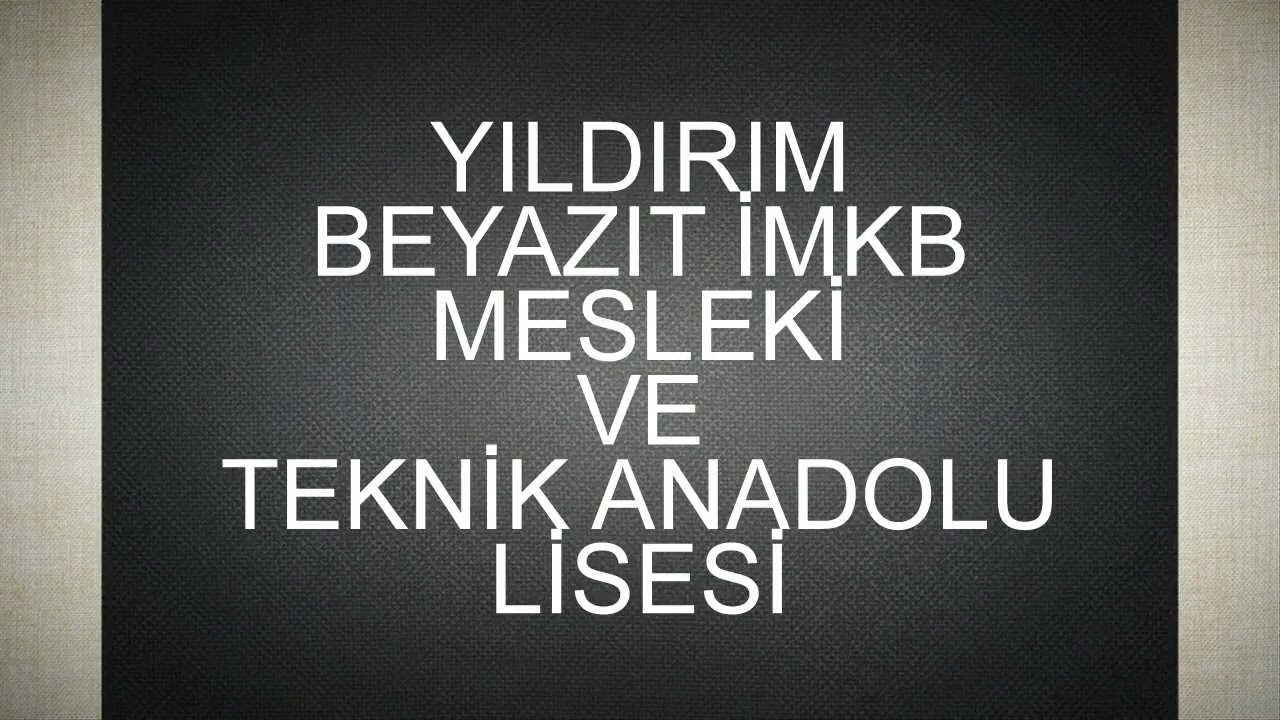 YILDIRIM
BEYAZIT İMKB
MESLEKİ
VE
TEKNİK ANADOLU
LİSESİ